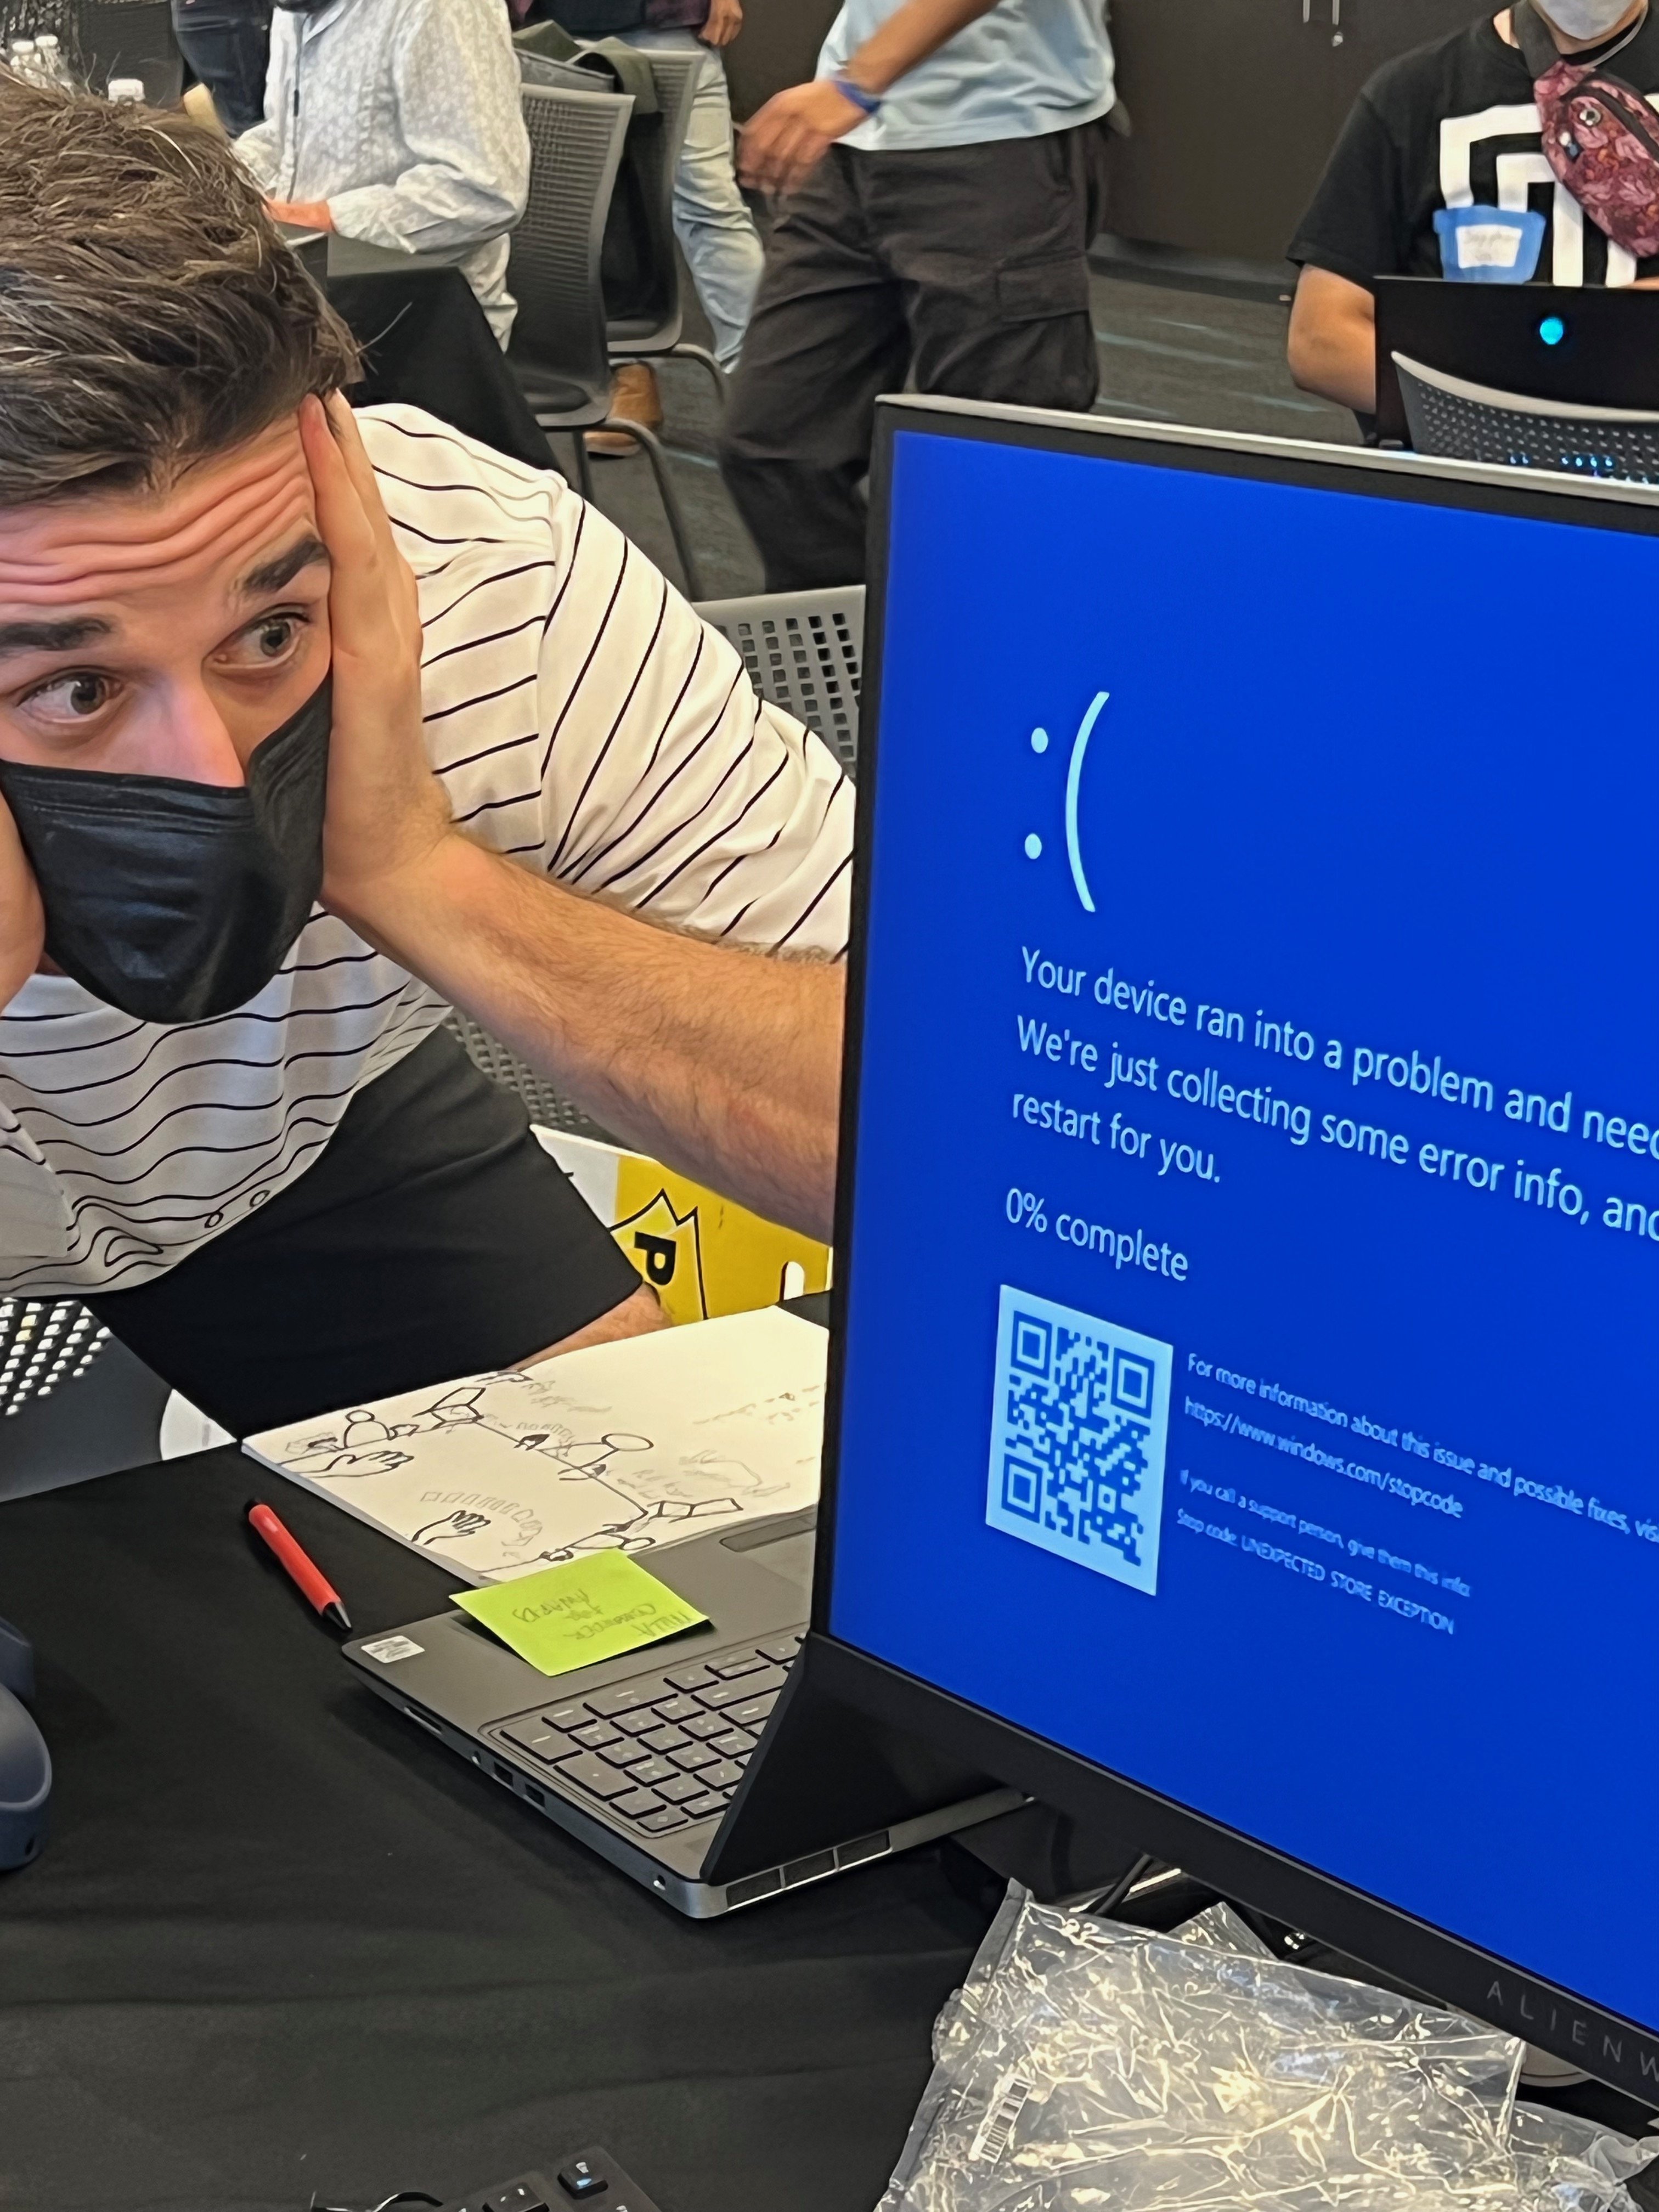 :(
Your device ran into a problem and nee
We're just collecting some error info, and
restart for you.
0% complete
For more information about this issue and possible fixes, vis
https://www.windows.com/stopcode
If you call a support person, give them this info:
Stop code: UNEXPECTED STORE EXCEPTION
P
ALIENW